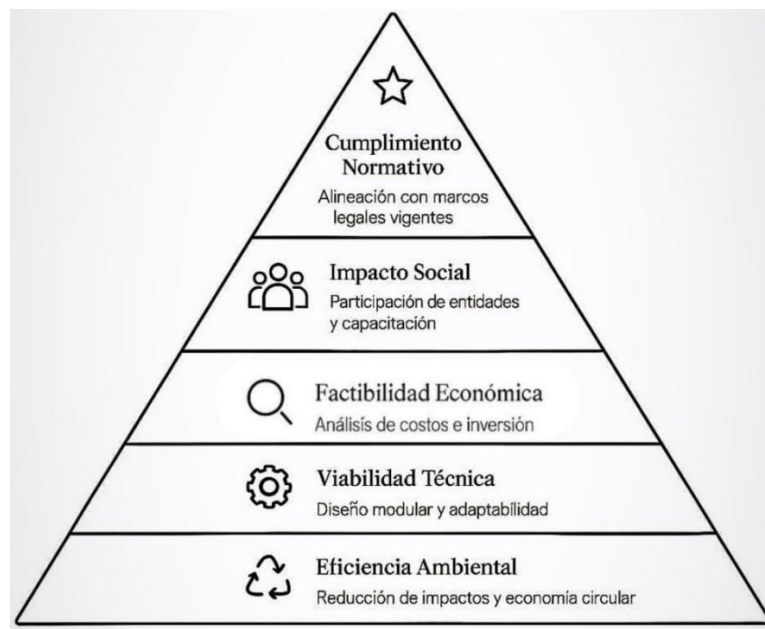 Cumplimiento
Normativo
Alineación con marcos
legales vigentes
Impacto Social
Participación de entidades
y capacitación
Factibilidad Económica
Análisis de costos e inversión
Viabilidad Técnica
Diseño modular y adaptabilidad
Eficiencia Ambiental
Reducción de impactos y economía circular